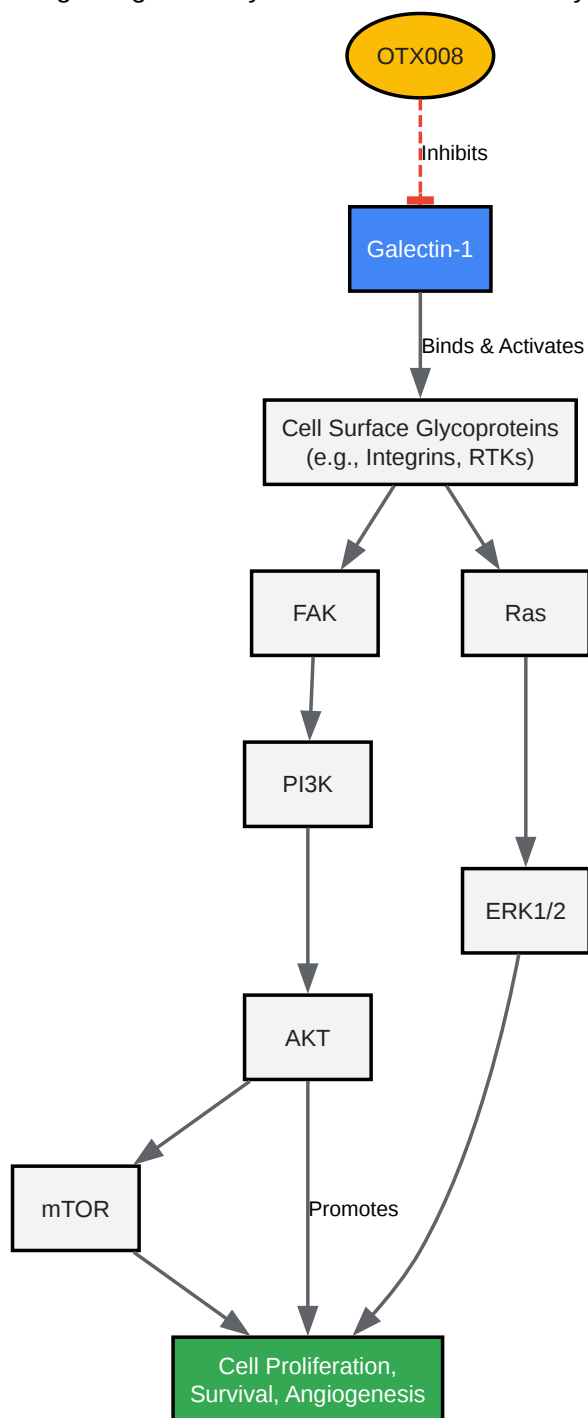 OTX008
Inhibits
Galectin-1
Binds & Activates
Cell Surface Glycoproteins
(e.g., Integrins, RTKs)
FAK
Ras
PI3K
ERK1/2
AKT
mTOR
Promotes
Cell Proliferation,
Survival, Angiogenesis